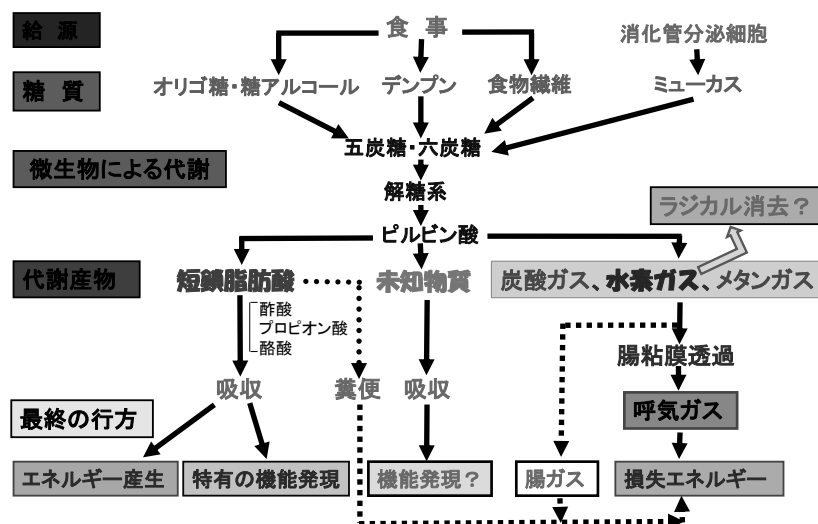 給 源
食 事
消化管分泌細胞
糖 質
オリゴ糖・糖アルコール
デンプン
食物繊維
ミューカス
五炭糖・六炭糖
微生物による代謝
解糖系
ラジカル消去？
ピルビン酸
代謝産物
短鎖脂肪酸
未知物質
炭酸ガス、水素ガス、メタンガス
酢酸
プロピオン酸
酪酸
腸粘膜透過
吸収
糞便
吸収
呼気ガス
最終の行方
エネルギー産生
特有の機能発現
機能発現？
腸ガス
損失エネルギー